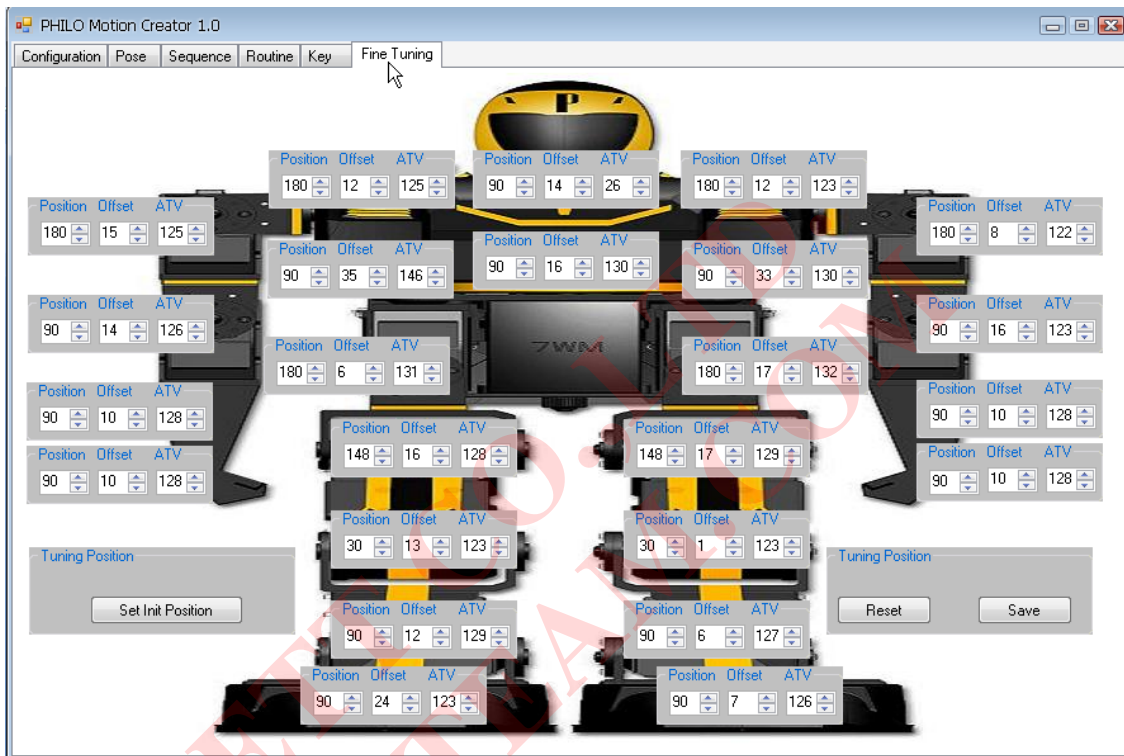 PHILO Motion Creator 1.0
Configuration Pose Sequence Routine Key Fine Tuning
P
Position Offset ATV
180 12 125
Position Offset ATV
90 14 26
Position Offset ATV
180 12 123
Position Offset ATV
180 15 125
Position Offset ATV
180 8 122
Position Offset ATV
90 35 146
Position Offset ATV
90 16 130
Position Offset ATV
90 33 130
Position Offset ATV
90 14 126
Position Offset ATV
90 16 123
Position Offset ATV
180 6 131
7WM
Position Offset ATV
180 17 132
Position Offset ATV
90 10 128
Position Offset ATV
90 10 128
Position Offset ATV
148 16 128
Position Offset ATV
148 17 129
Position Offset ATV
90 10 128
Position Offset ATV
90 10 128
Position Offset ATV
30 13 123
Position Offset ATV
30 1 123
Tuning Position
Set Init Position
Tuning Position
Reset Save
Position Offset ATV
90 12 129
Position Offset ATV
90 6 127
Position Offset ATV
90 24 123
Position Offset ATV
90 7 126